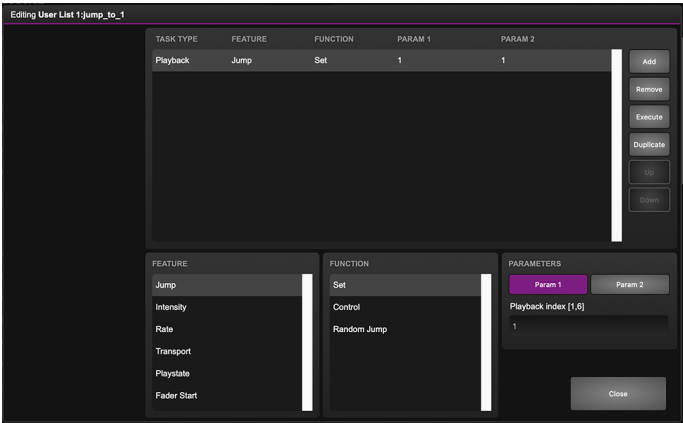 Editing User List 1:jump_to_1
TASK TYPE FEATURE FUNCTION PARAM 1 PARAM 2
Playback Jump Set 1 1
Add
Remove
Execute
Duplicate
Up
Down
FEATURE
Jump
Intensity
Rate
Transport
Playstate
Fader Start
FUNCTION
Set
Control
Random Jump
PARAMETERS
Param 1 Param 2
Playback index [1,6]
1
Close